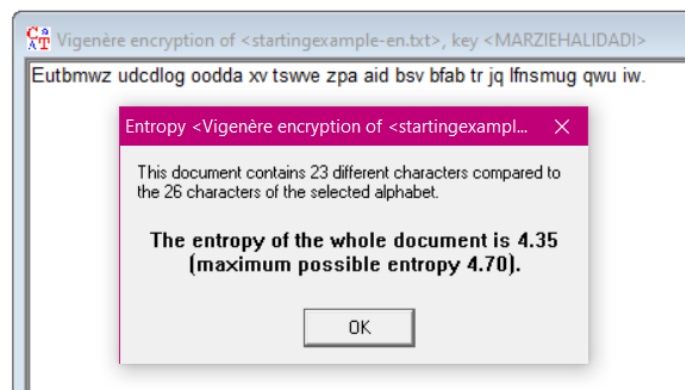 Vigenère encryption of <startingexample-en.txt>, key <MARZIEHALIDADI>
Eutbmwz udcdlog oodda xv tswve zpa aid bsv bfab tr jq lfnsmug qwu iw.
Entropy <Vigenère encryption of <startingexampl...
This document contains 23 different characters compared to
the 26 characters of the selected alphabet.
The entropy of the whole document is 4.35
(maximum possible entropy 4.70).
OK